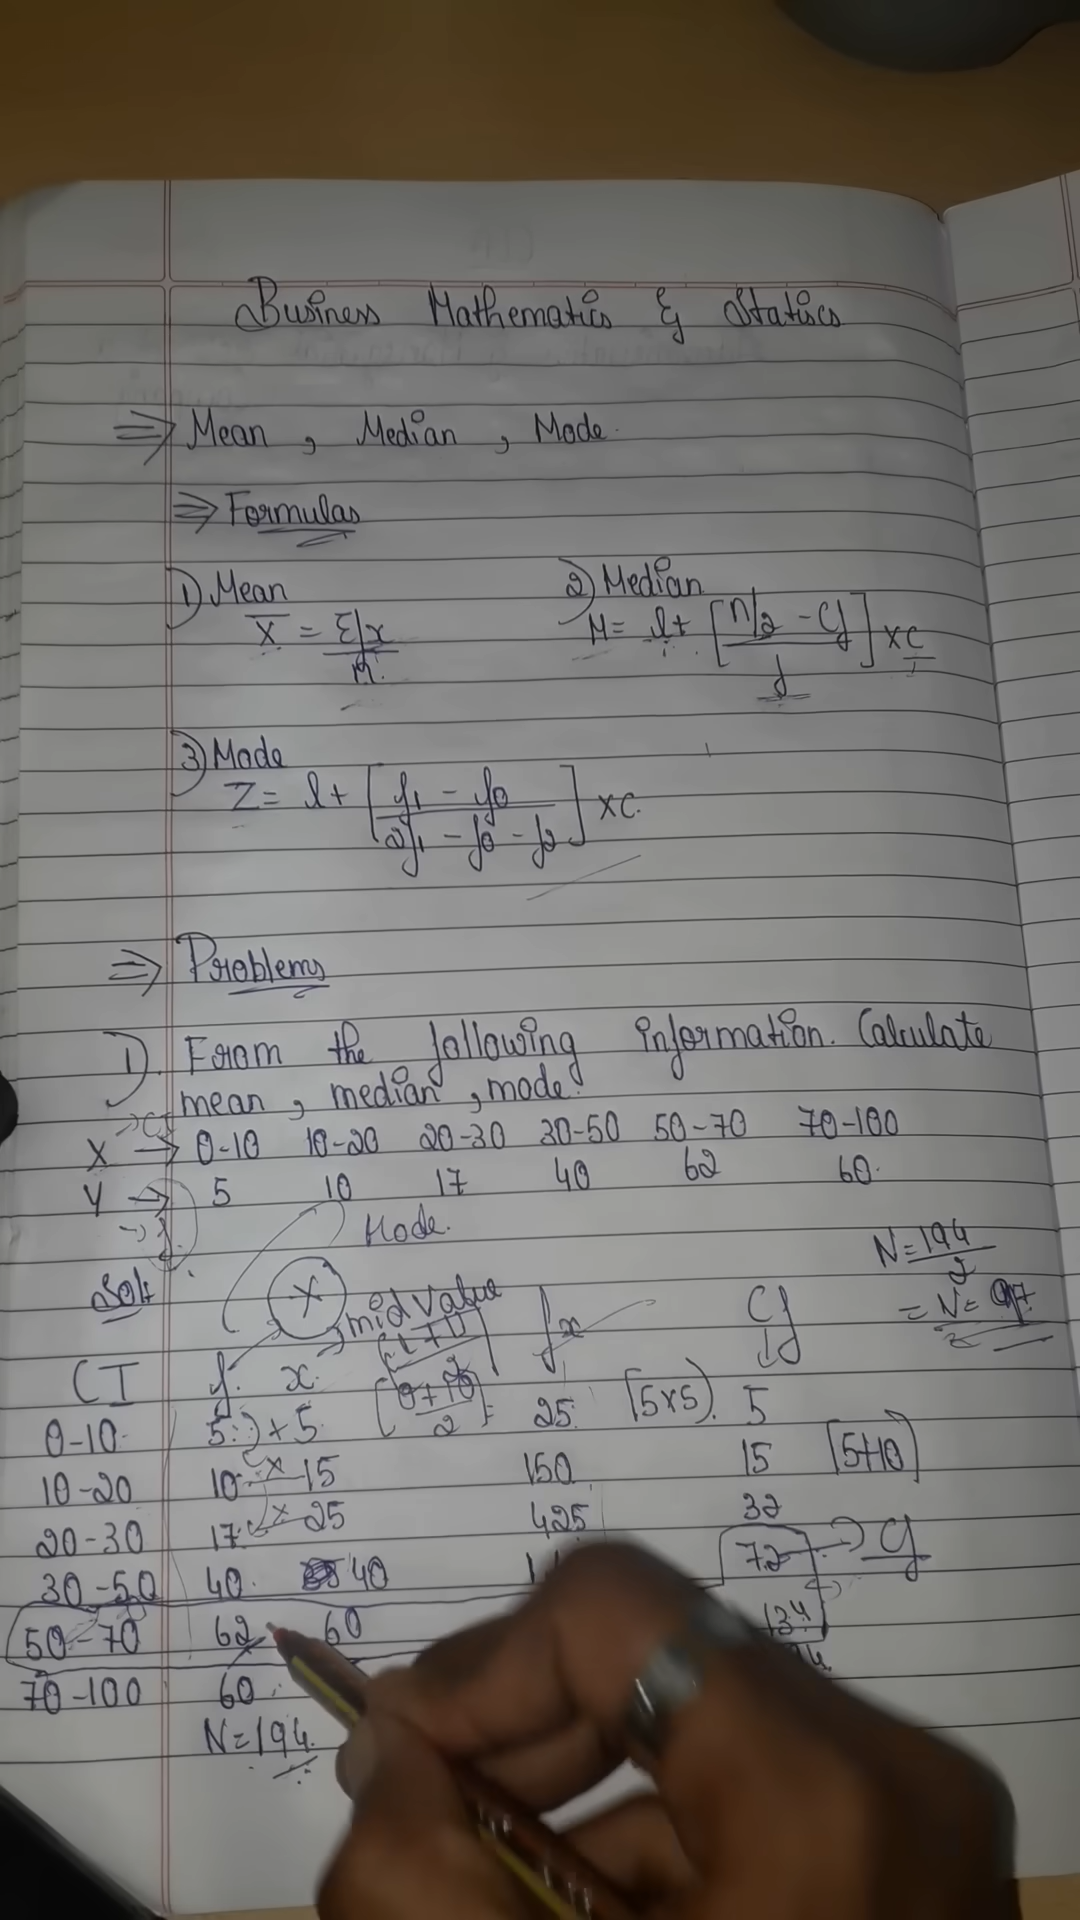 Business Mathematics & Statiscs
⇒ Mean , Median , Mode.
⇒ Formulas
1) Mean 2) Median
X̄ = Σfx / n M = l + [n/2 - cf / f] × c
3) Mode
Z = l + [f1 - f0 / 2f1 - f0 - f2] × c.
⇒ Problems
1). From the following information. Calculate
mean , median , mode.
X → 0-10 10-20 20-30 30-50 50-70 70-100
Y → 5 10 17 40 62 60.
→ f. Mode.
N = 194 / 2
Sol: X mid value fx cf = N = 97
CI f. x. [0+10 / 2] =
0-10. 5 × 5 25 [5×5]. 5
10-20 10 × 15 150 15 [5+10]
20-30 17 × 25 425 32
30-50 40. 40 72 → cf
50-70 62 60 134
70-100 60.
N = 194.